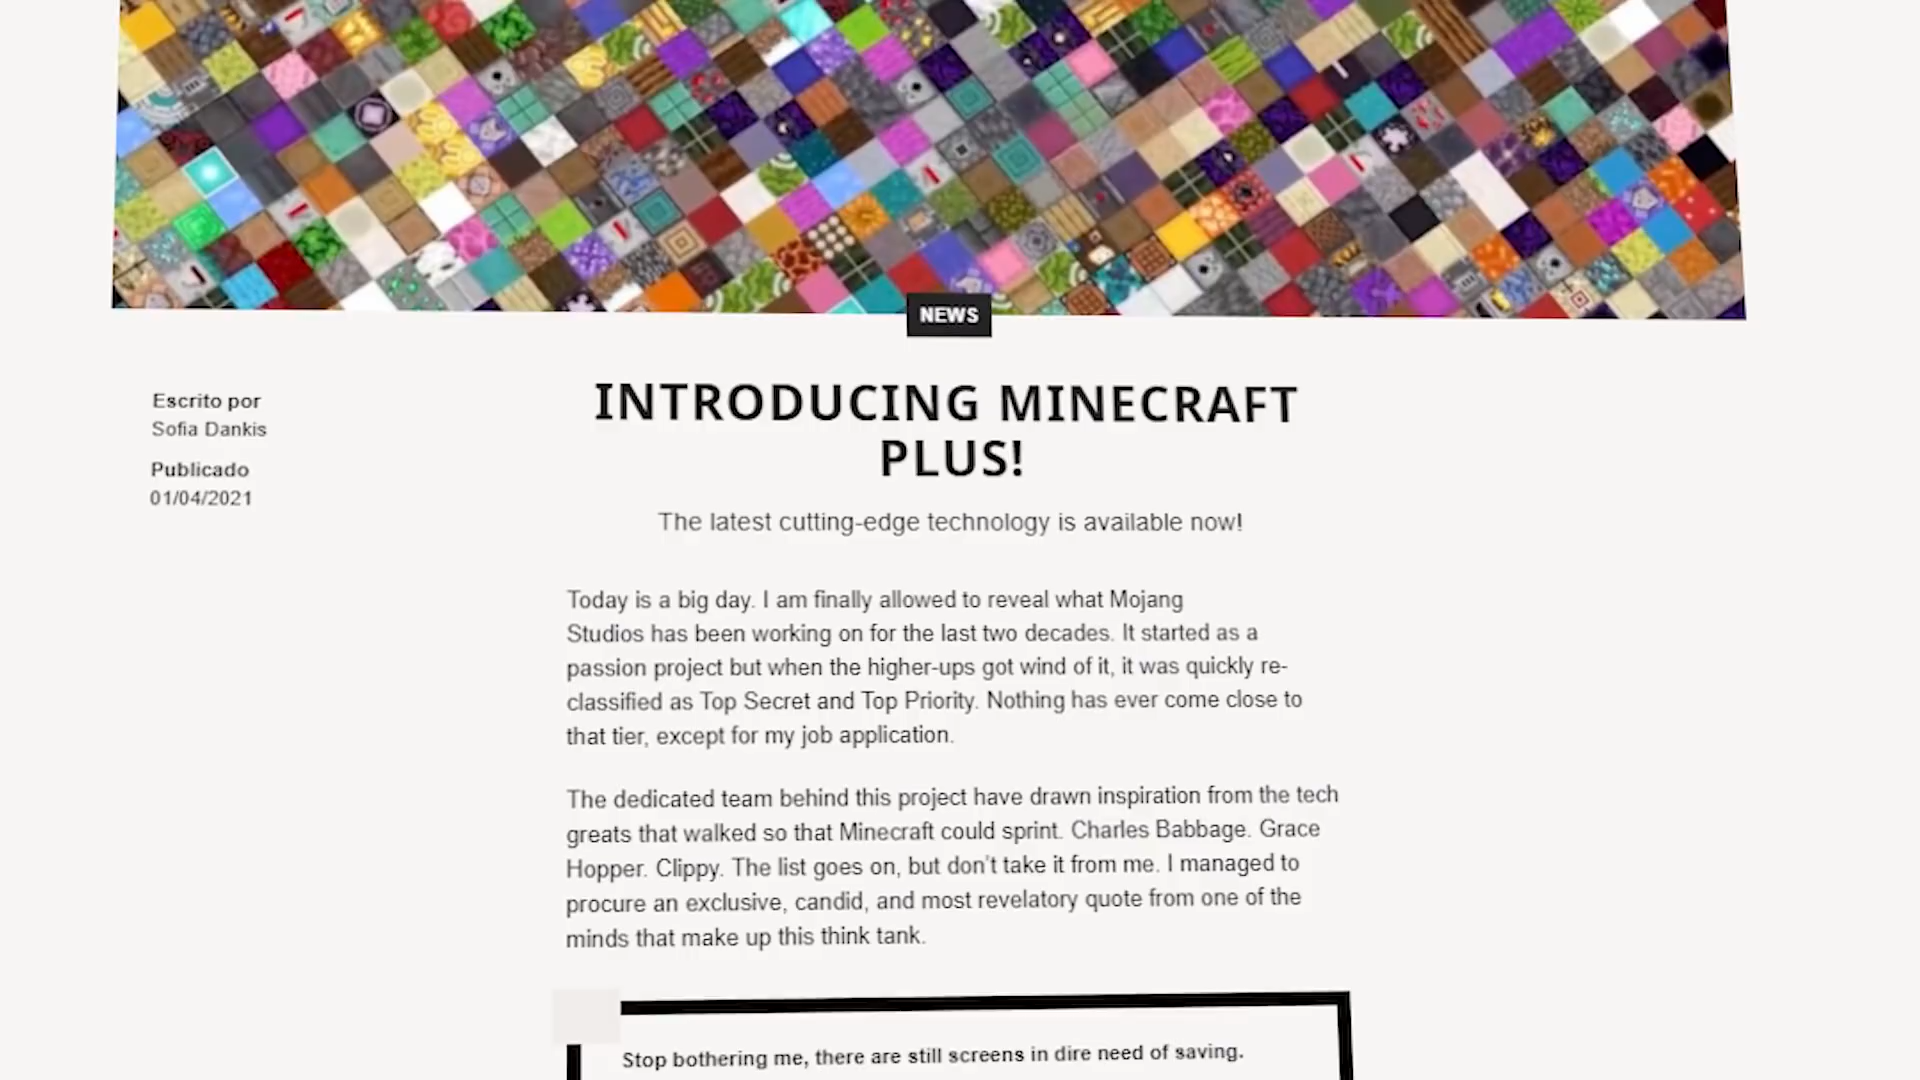 NEWS
Escrito por
Sofia Dankis
Publicado
01/04/2021
INTRODUCING MINECRAFT
PLUS!
The latest cutting-edge technology is available now!
Today is a big day. I am finally allowed to reveal what Mojang
Studios has been working on for the last two decades. It started as a
passion project but when the higher-ups got wind of it, it was quickly re-
classified as Top Secret and Top Priority. Nothing has ever come close to
that tier, except for my job application.
The dedicated team behind this project have drawn inspiration from the tech
greats that walked so that Minecraft could sprint. Charles Babbage. Grace
Hopper. Clippy. The list goes on, but don't take it from me. I managed to
procure an exclusive, candid, and most revelatory quote from one of the
minds that make up this think tank.
Stop bothering me, there are still screens in dire need of saving.